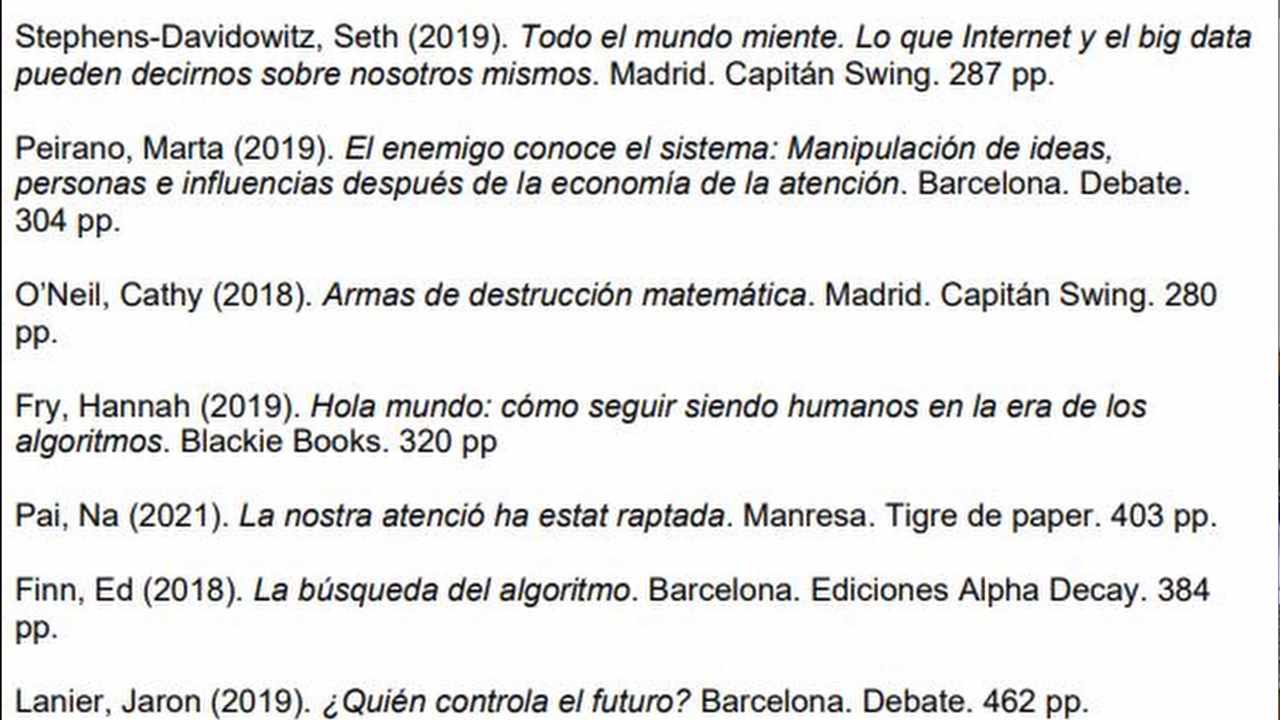 Stephens-Davidowitz, Seth (2019). Todo el mundo miente. Lo que Internet y el big data
pueden decirnos sobre nosotros mismos. Madrid. Capitán Swing. 287 pp.
Peirano, Marta (2019). El enemigo conoce el sistema: Manipulación de ideas,
personas e influencias después de la economía de la atención. Barcelona. Debate.
304 pp.
O’Neil, Cathy (2018). Armas de destrucción matemática. Madrid. Capitán Swing. 280
pp.
Fry, Hannah (2019). Hola mundo: cómo seguir siendo humanos en la era de los
algoritmos. Blackie Books. 320 pp
Pai, Na (2021). La nostra atenció ha estat raptada. Manresa. Tigre de paper. 403 pp.
Finn, Ed (2018). La búsqueda del algoritmo. Barcelona. Ediciones Alpha Decay. 384
pp.
Lanier, Jaron (2019). ¿Quién controla el futuro? Barcelona. Debate. 462 pp.